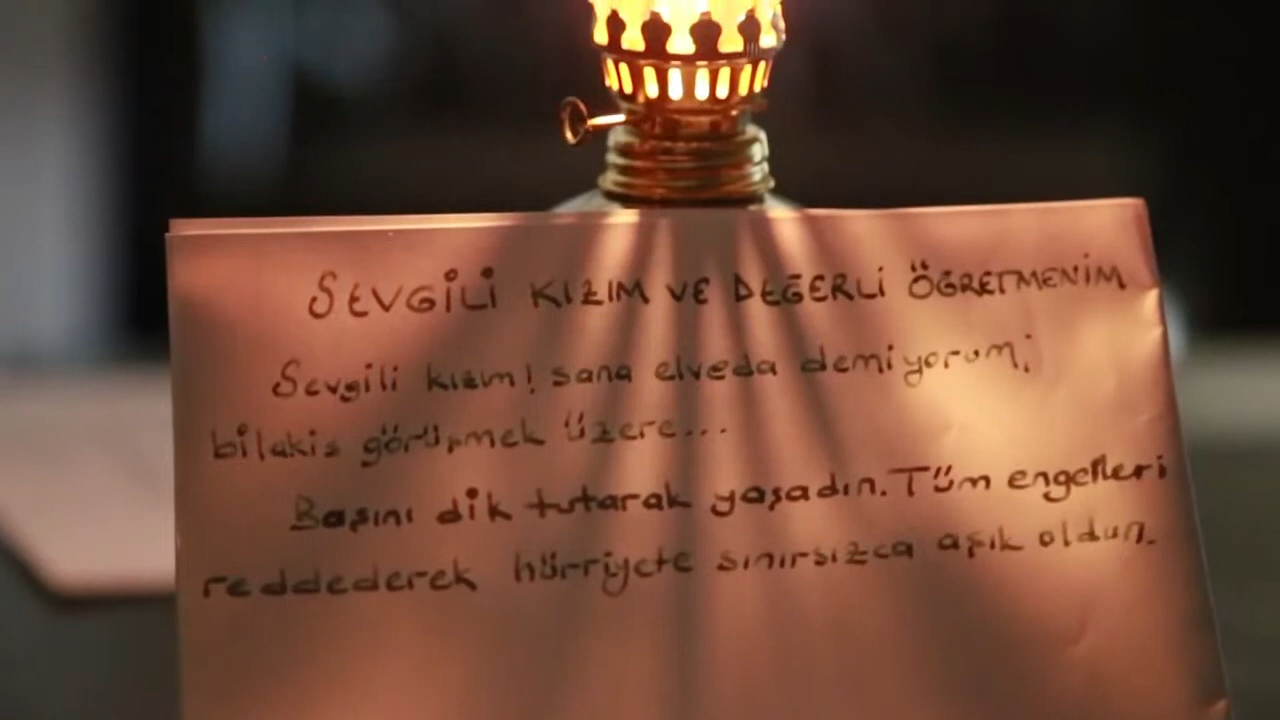 SEVGİLİ KIZIM VE DEĞERLİ ÖĞRETMENİM
Sevgili kızım! sana elveda demiyorum;
bilakis görüşmek üzere...
Başını dik tutarak yaşadın. Tüm engelleri
reddederek hürriyete sınırsızca aşık oldun.